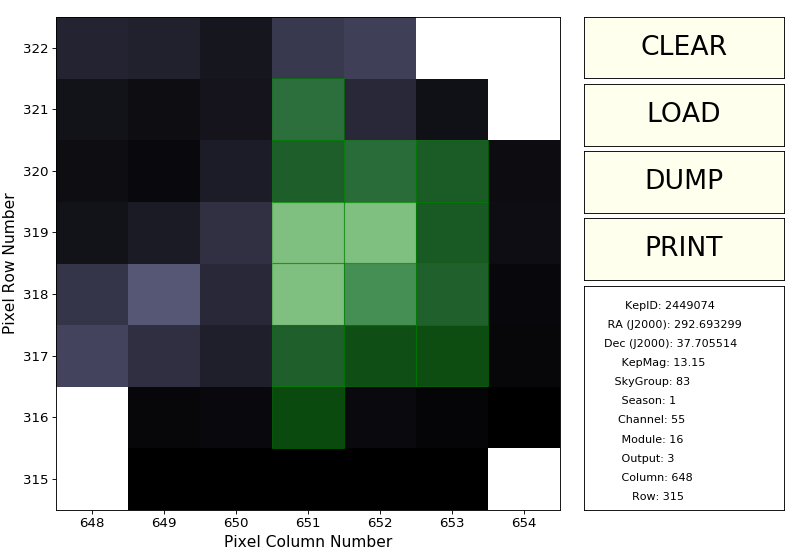 322
321
320
319
318
317
316
315
Pixel Row Number
648 649 650 651 652 653 654
Pixel Column Number
CLEAR
LOAD
DUMP
PRINT
KepID: 2449074
RA (J2000): 292.693299
Dec (J2000): 37.705514
KepMag: 13.15
SkyGroup: 83
Season: 1
Channel: 55
Module: 16
Output: 3
Column: 648
Row: 315